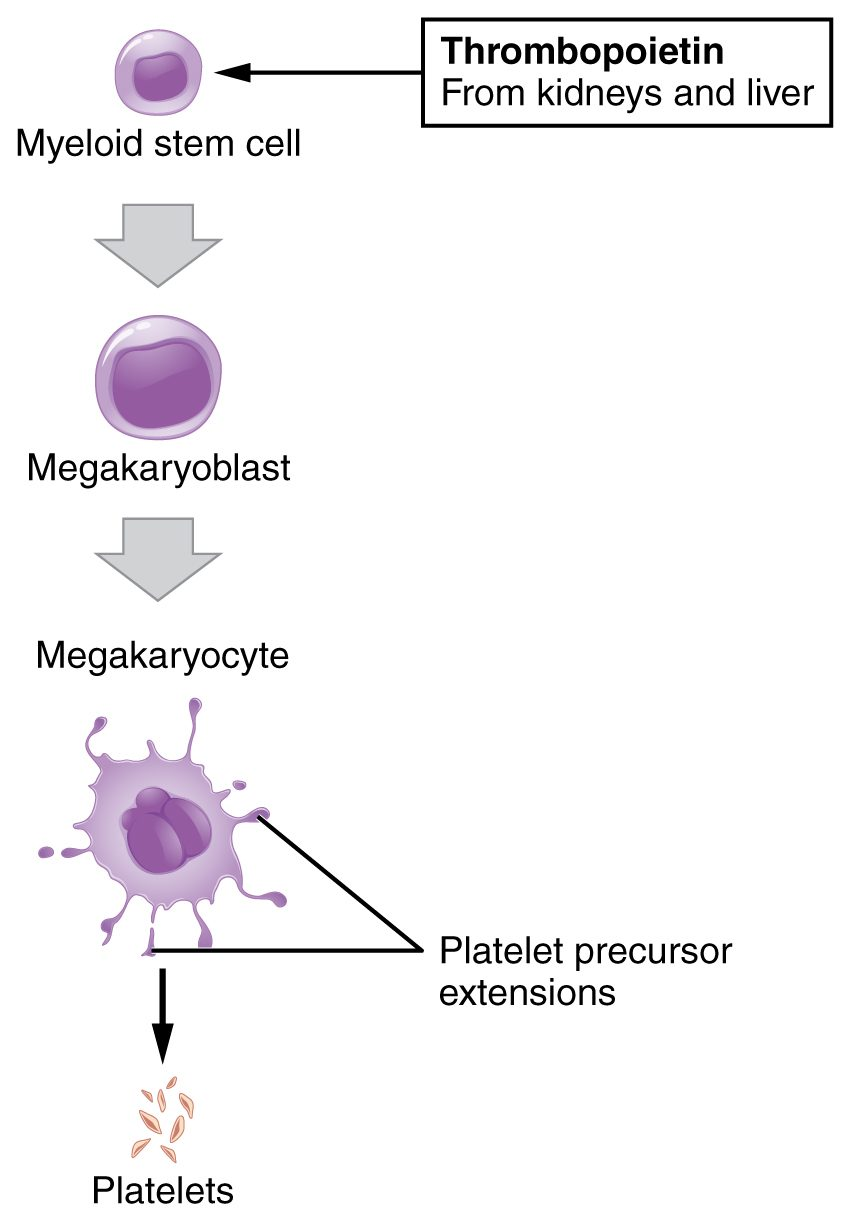 Thrombopoietin
From kidneys and liver
Myeloid stem cell
Megakaryoblast
Megakaryocyte
Platelet precursor
extensions
Platelets